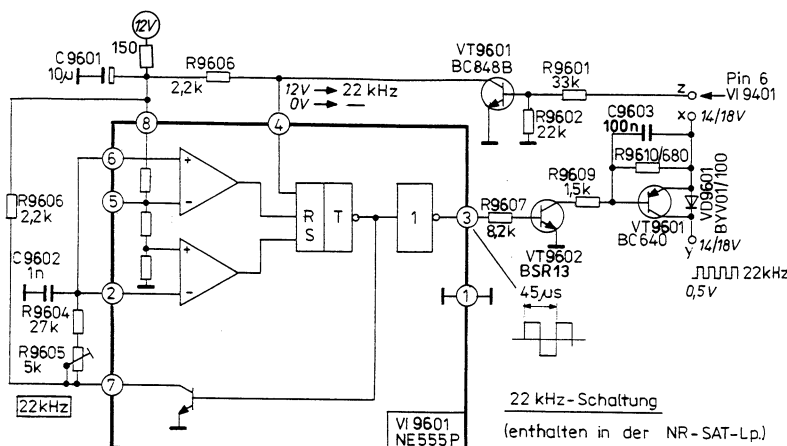 12V
150
C9601
10µ
R9606
2,2k
12V → 22 kHz
0V → —
VT9601
BC848B
R9601
33k
Pin 6
VI 9401
z
x
14/18V
R9602
22k
C9603
100n
R9610/680
R9609
1,5k
VD9601
BYV01/100
VT9601
BC640
y
14/18V
22kHz
0,5V
8
4
6
5
2
7
3
1
+
−
+
−
R
S
T
1
R9606
2,2k
C9602
1n
R9604
27k
R9605
5k
22kHz
R9607
8,2k
VT9602
BSR13
45µs
VI 9601
NE555P
22 kHz-Schaltung
(enthalten in der NR-SAT-Lp.)